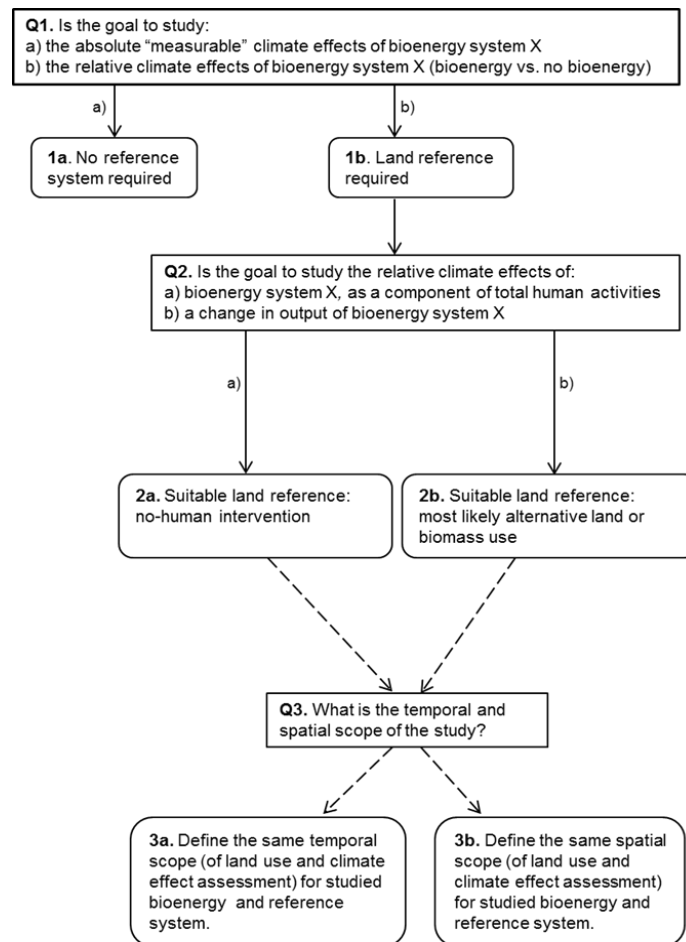 Q1. Is the goal to study:
a) the absolute “measurable” climate effects of bioenergy system X
b) the relative climate effects of bioenergy system X (bioenergy vs. no bioenergy)
a)
b)
1a. No reference
system required
1b. Land reference
required
Q2. Is the goal to study the relative climate effects of:
a) bioenergy system X, as a component of total human activities
b) a change in output of bioenergy system X
a)
b)
2a. Suitable land reference:
no-human intervention
2b. Suitable land reference:
most likely alternative land or
biomass use
Q3. What is the temporal and
spatial scope of the study?
3a. Define the same temporal
scope (of land use and climate
effect assessment) for studied
bioenergy and reference
system.
3b. Define the same spatial
scope (of land use and
climate effect assessment)
for studied bioenergy and
reference system.